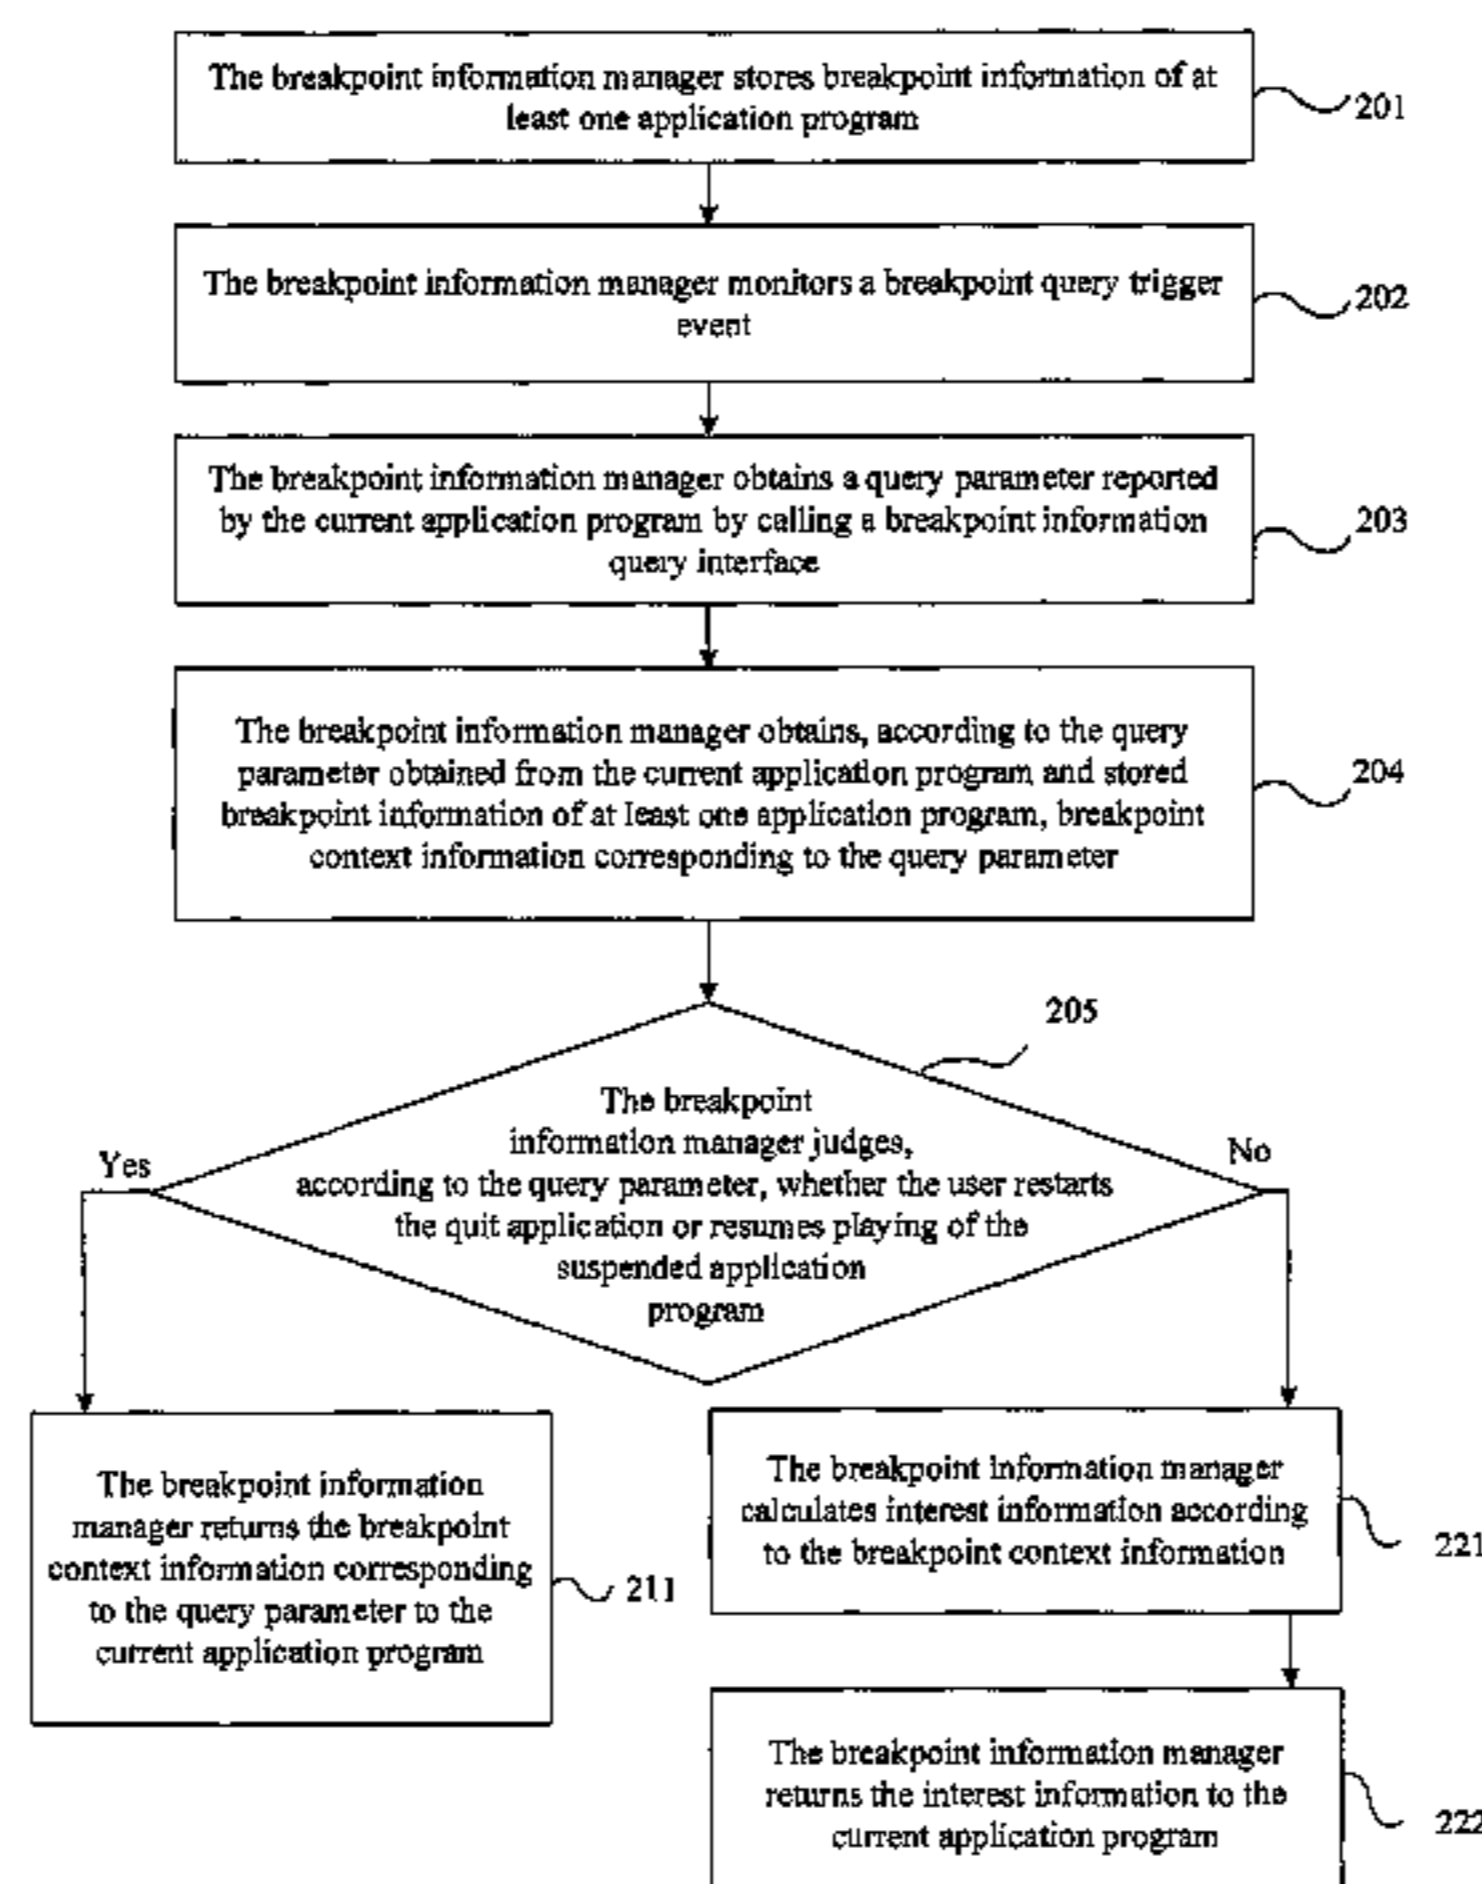 The breakpoint information manager stores breakpoint information of at
least one application program
201
The breakpoint information manager monitors a breakpoint query trigger
event
202
The breakpoint information manager obtains a query parameter reported
by the current application program by calling a breakpoint information
query interface
203
The breakpoint information manager obtains, according to the query
parameter obtained from the current application program and stored
breakpoint information of at least one application program, breakpoint
context information corresponding to the query parameter
204
205
The breakpoint
information manager judges,
according to the query parameter, whether the user restarts
the quit application or resumes playing of the
suspended application
program
Yes
No
The breakpoint information
manager returns the breakpoint
context information corresponding
to the query parameter to the
current application program
211
The breakpoint information manager
calculates interest information according
to the breakpoint context information
221
The breakpoint information manager
returns the interest information to the
current application program
222